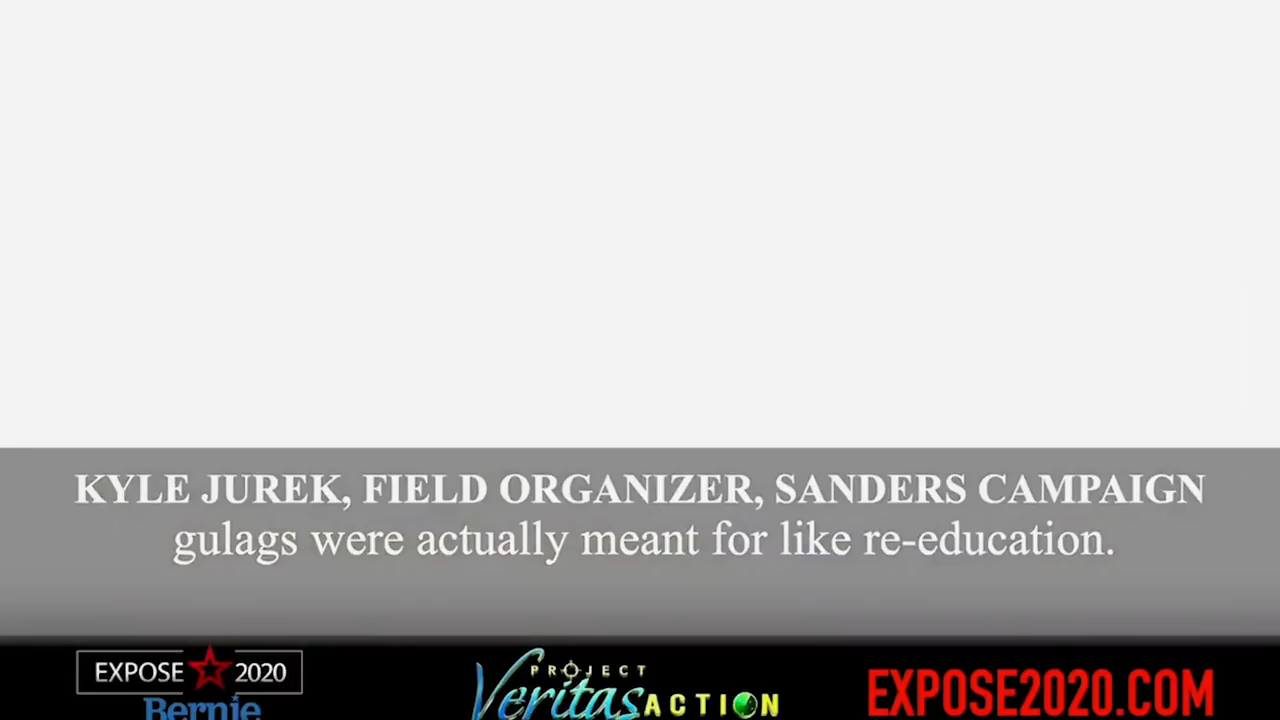 KYLE JUREK, FIELD ORGANIZER, SANDERS CAMPAIGN
gulags were actually meant for like re-education.
EXPOSE 2020
Bernie
PROJECT
Veritas ACTION
EXPOSE2020.COM